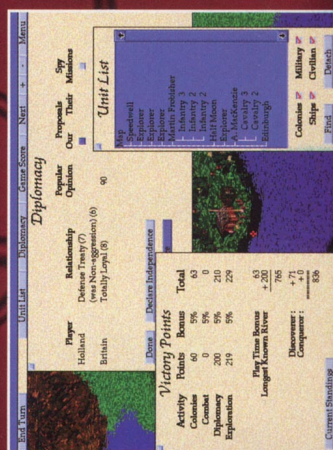 End Turn Unit List Diplomacy Game Score Next + - Menu
Diplomacy
Player Relationship Popular Opinion Proposals Our Their Spy Missions
Holland Defense Treaty (7)
(was Non-aggression) (6)
Britain Totally Loyal (8) 90
Done Declare Independence
Victory Points
Activity Points Bonus Total
Colonies 60 5% 63
Combat 0 5% 0
Diplomacy 200 5% 210
Exploration 219 5% 229
Play Time Bonus 63
Longest Known River + 200
765
Discoverer : + 71
Conqueror : + 0
836
Current Standings
Unit List
Map
Speedwell
Explorer
Explorer
Explorer
Martin Frobisher
Infantry 3
Infantry 2
Infantry 2
Half Moon
Explorer
A. MacKenzie
Cavalry 3
Cavalry 2
Edinburgh
Colonies Military
Ships Civilian
Find Detach